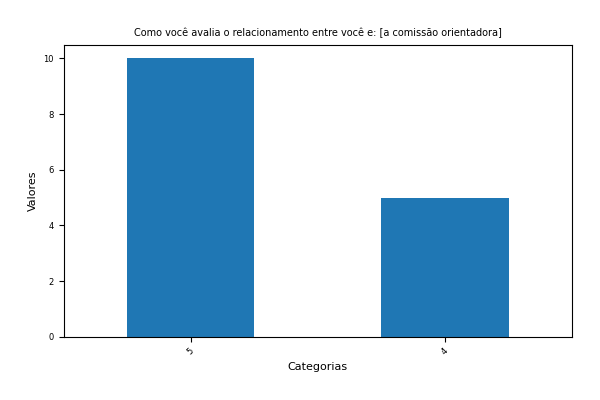 Como você avalia o relacionamento entre você e: [a comissão orientadora]
10
8
6
4
2
0
Valores
5
4
Categorias